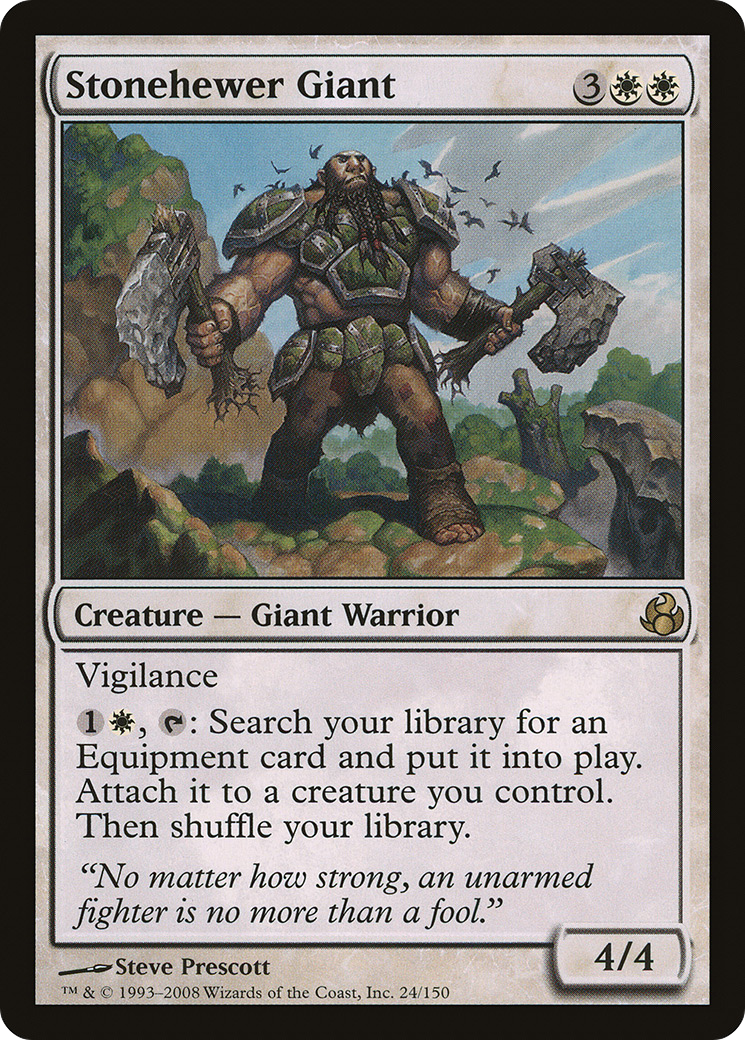 Stonehewer Giant 3
Creature — Giant Warrior
Vigilance
1, : Search your library for an
Equipment card and put it into play.
Attach it to a creature you control.
Then shuffle your library.
“No matter how strong, an unarmed
fighter is no more than a fool.”
4/4
Steve Prescott
™ & © 1993–2008 Wizards of the Coast, Inc. 24/150